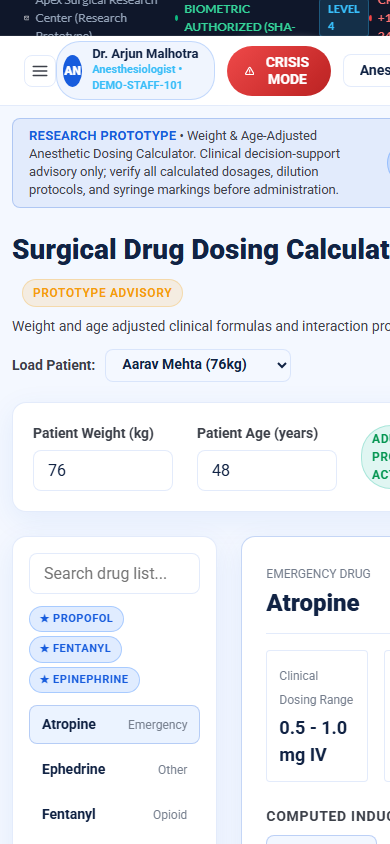 Apex Surgical Research
Center (Research
Prototype)
BIOMETRIC
AUTHORIZED (SHA-
LEVEL
4
AN
Dr. Arjun Malhotra
Anesthesiologist •
DEMO-STAFF-101
CRISIS
MODE
Anes
RESEARCH PROTOTYPE • Weight & Age-Adjusted
Anesthetic Dosing Calculator. Clinical decision-support
advisory only; verify all calculated dosages, dilution
protocols, and syringe markings before administration.
Surgical Drug Dosing Calculat
PROTOTYPE ADVISORY
Weight and age adjusted clinical formulas and interaction pro
Load Patient:
Aarav Mehta (76kg)
Patient Weight (kg)
Patient Age (years)
76
48
Search drug list...
★ PROPOFOL
★ FENTANYL
★ EPINEPHRINE
Atropine Emergency
Ephedrine Other
Fentanyl Opioid
EMERGENCY DRUG
Atropine
Clinical
Dosing Range
0.5 - 1.0
mg IV
COMPUTED INDUC